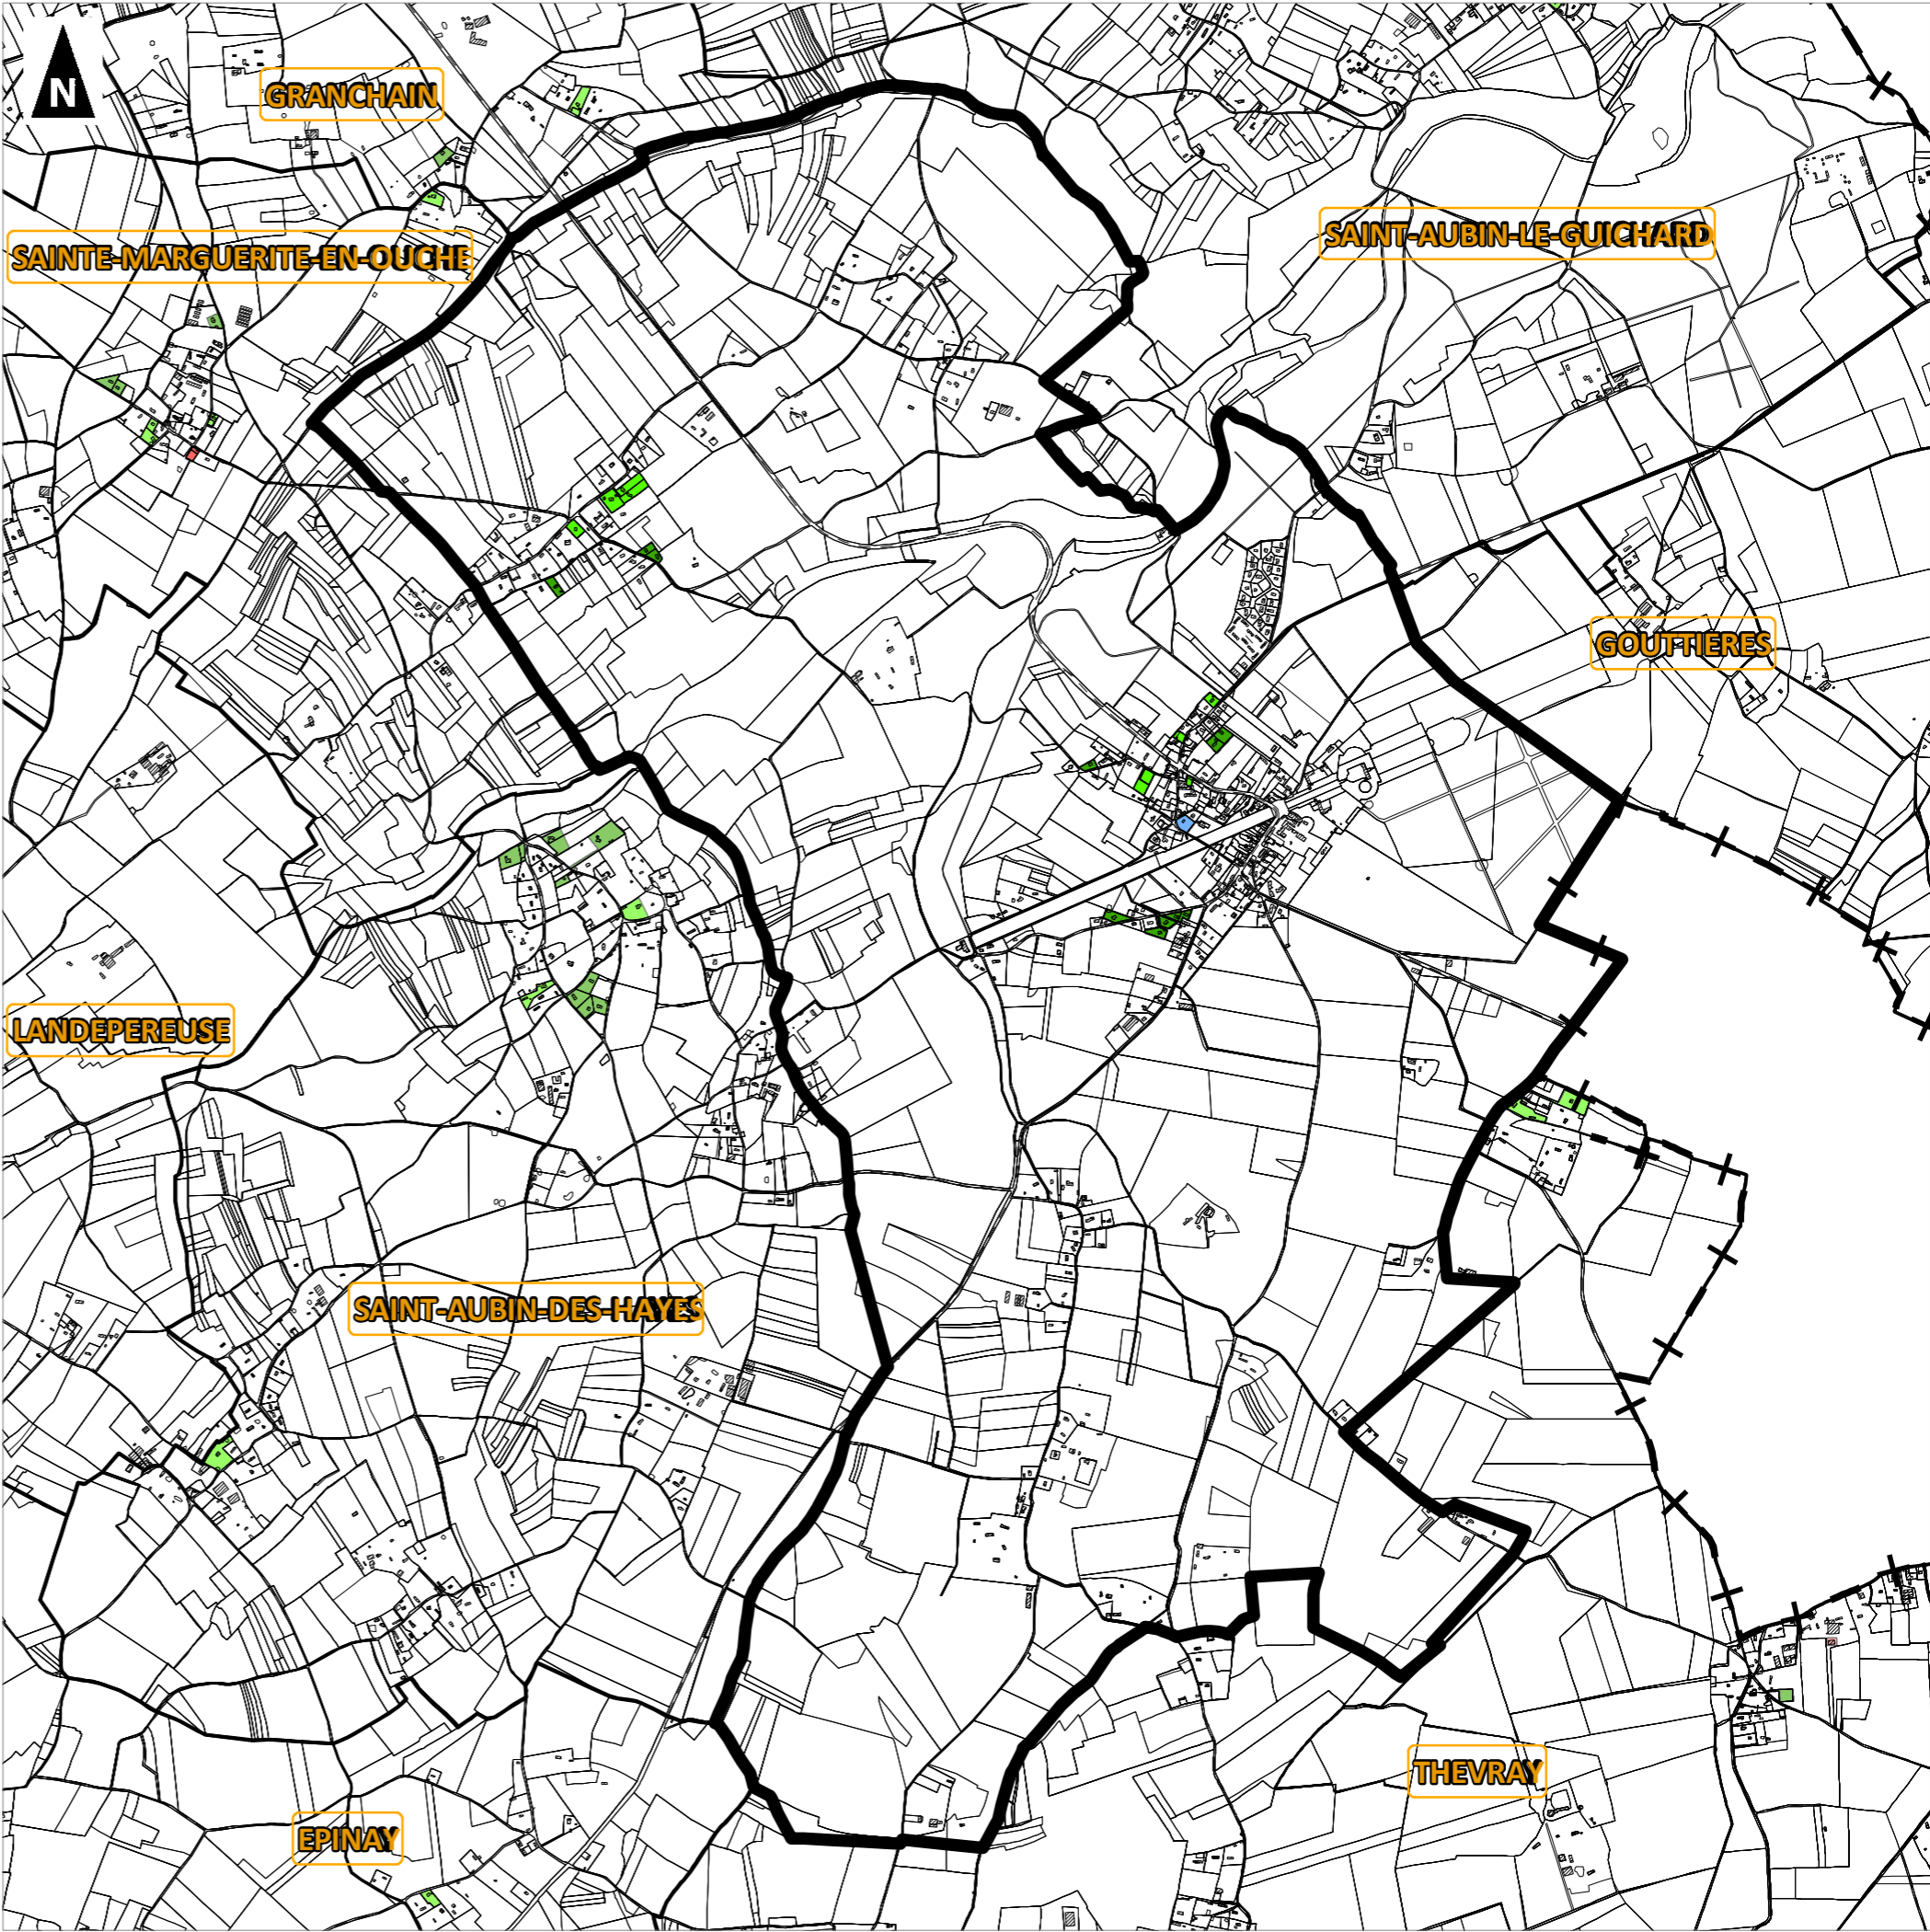 N
GRANCHAIN
SAINT-AUBIN-LE-GUICHARD
SAINTE-MARGUERITE-EN-OUCHE
GOUTTIERES
LANDEPEREUSE
SAINT-AUBIN-DES-HAYES
THEVRAY
EPINAY